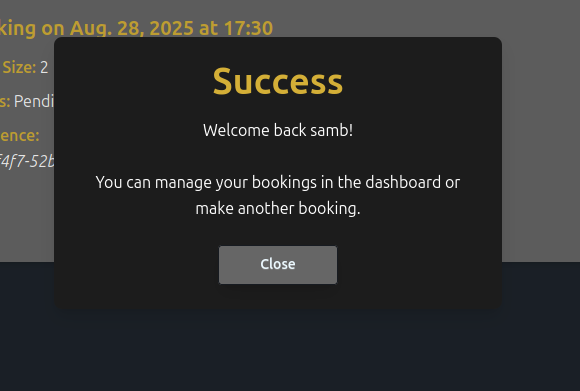 king on Aug. 28, 2025 at 17:30
Size: 2
s: Pendi
ence:
f4f7-52b
Success
Welcome back samb!
You can manage your bookings in the dashboard or
make another booking.
Close